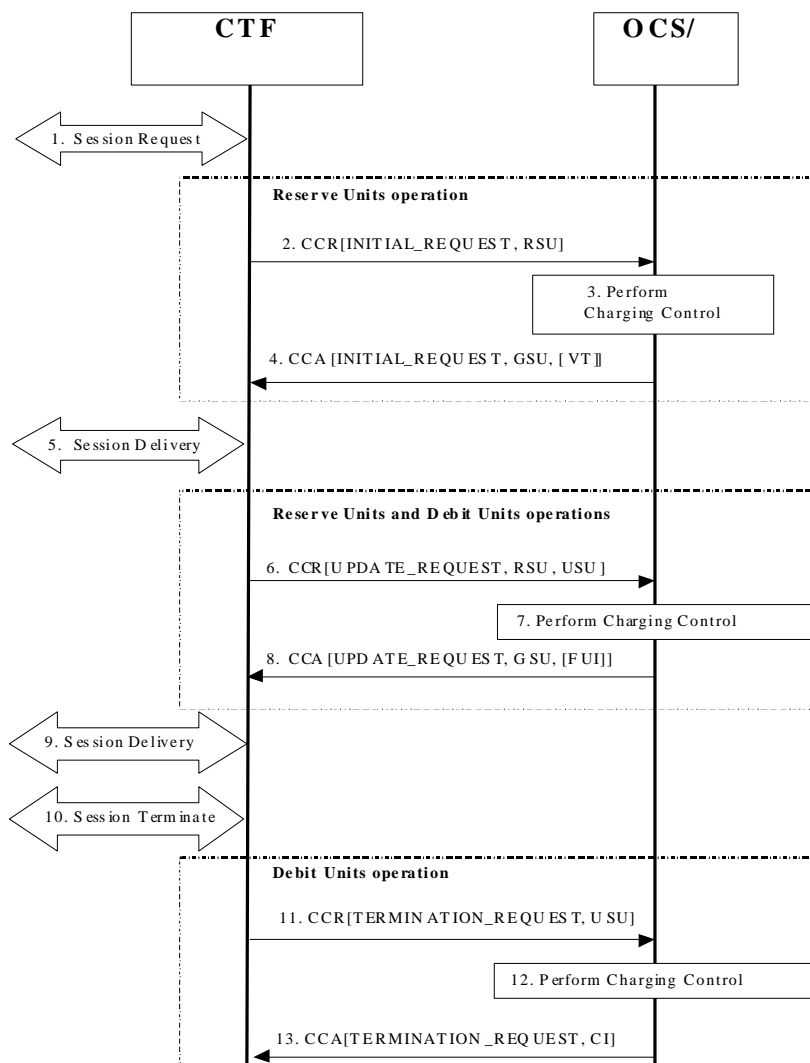 CTF
OCS/
1. Session Request
Reserve Units operation
2. CCR[INITIAL_REQUEST, RSU]
3. Perform
Charging Control
4. CCA [INITIAL_REQUEST, GSU, [VT]]
5. Session Delivery
Reserve Units and Debit Units operations
6. CCR[UPDATE_REQUEST, RSU, USU]
7. Perform Charging Control
8. CCA [UPDATE_REQUEST, GSU, [FUI]]
9. Session Delivery
10. Session Terminate
Debit Units operation
11. CCR[TERMINATION_REQUEST, USU]
12. Perform Charging Control
13. CCA[TERMINATION_REQUEST, CI]